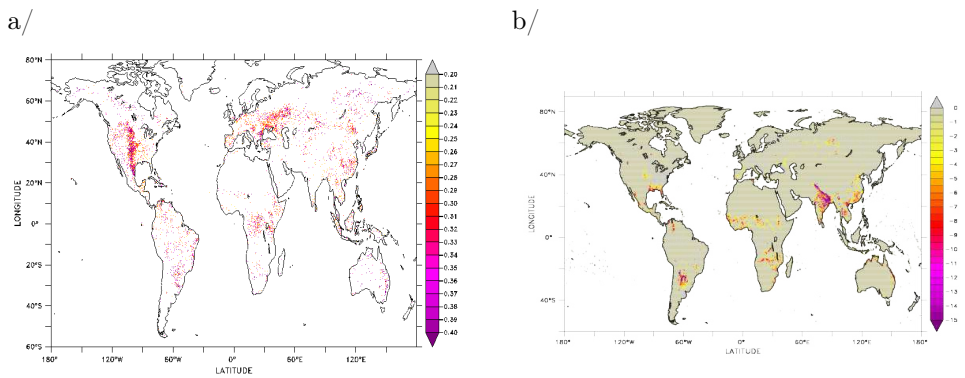 a/
b/
80°N
60°N
40°N
20°N
0°
20°S
40°S
60°S
LONGITUDE
180°
120°W
60°W
0°
60°E
120°E
LATITUDE
0.20
0.21
0.22
0.23
0.24
0.25
0.26
0.27
0.28
0.29
0.30
0.31
0.32
0.33
0.34
0.35
0.36
0.37
0.38
0.39
0.40
80°N
40°N
0°
40°S
LONGITUDE
180°
120°W
60°W
0°
60°E
120°E
180°
LATITUDE
0
-1
-2
-3
-4
-5
-6
-7
-8
-9
-10
-11
-12
-13
-14
-15